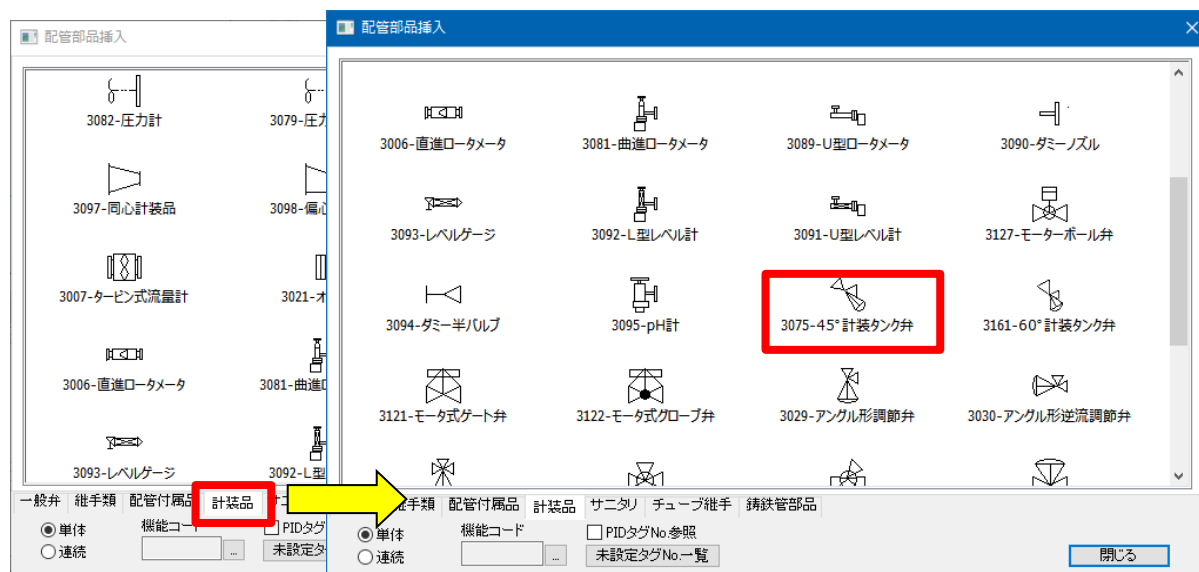 配管部品挿入
3082-圧力計
3079-圧力
3097-同心計装品
3098-偏心
3007-タービン式流量計
3021-オ
3006-直進ロータメータ
3081-曲進ロ
3093-レベルゲージ
3092-L型
一般弁 継手類 配管付属品 計装品
単体
連続
機能コード
...
PIDタグ
未設定タ
配管部品挿入
3006-直進ロータメータ
3081-曲進ロータメータ
3089-U型ロータメータ
3090-ダミーノズル
3093-レベルゲージ
3092-L型レベル計
3091-U型レベル計
3127-モーターボール弁
3094-ダミー半バルブ
3095-pH計
3075-45°計装タンク弁
3161-60°計装タンク弁
3121-モータ式ゲート弁
3122-モータ式グローブ弁
3029-アングル形調節弁
3030-アングル形逆流調節弁
手類 配管付属品 計装品 サニタリ チューブ継手 鋳鉄管部品
単体
連続
機能コード
...
PIDタグNo.参照
未設定タグNo.一覧
閉じる